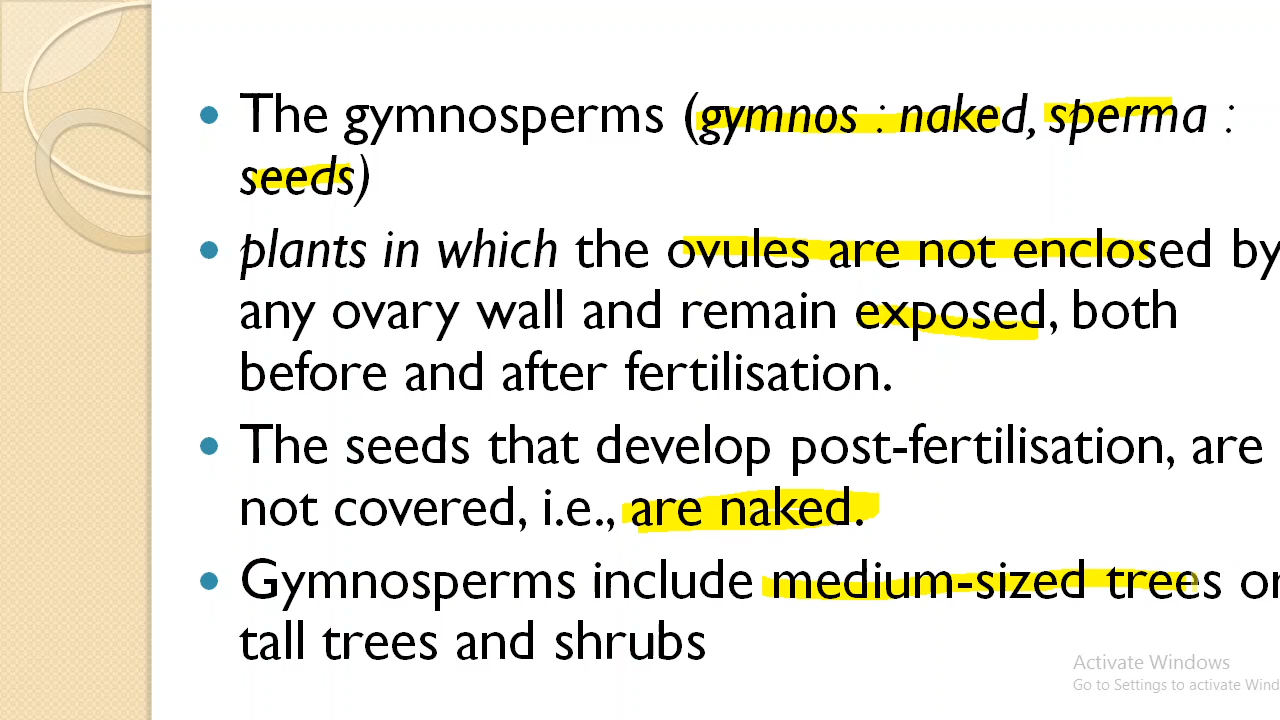 • The gymnosperms (gymnos : naked, sperma :
seeds)
• plants in which the ovules are not enclosed by
any ovary wall and remain exposed, both
before and after fertilisation.
• The seeds that develop post-fertilisation, are
not covered, i.e., are naked.
• Gymnosperms include medium-sized trees or
tall trees and shrubs
Activate Windows
Go to Settings to activate Wind